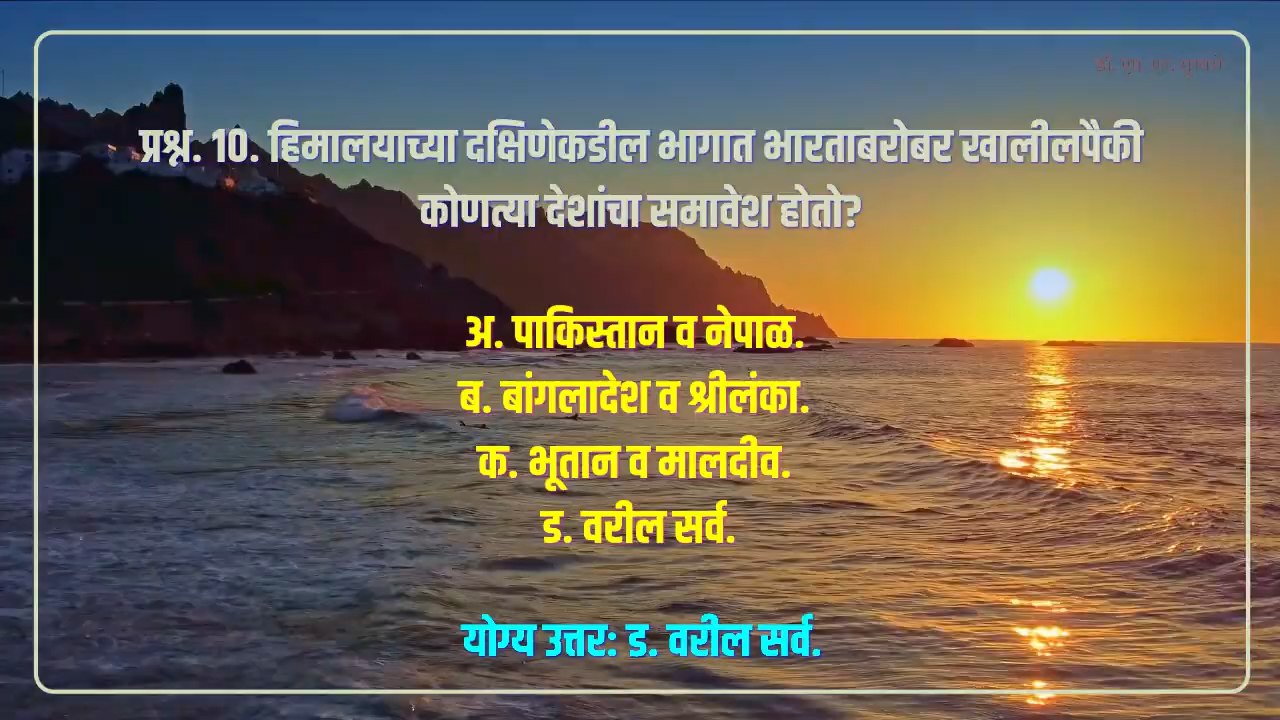 प्रश्न. 10. हिमालयाच्या दक्षिणेकडील भागात भारताबरोबर खालीलपैकी
कोणत्या देशांचा समावेश होतो?
अ. पाकिस्तान व नेपाळ.
ब. बांगलादेश व श्रीलंका.
क. भूतान व मालदीव.
ड. वरील सर्व.
योग्य उत्तर: ड. वरील सर्व.